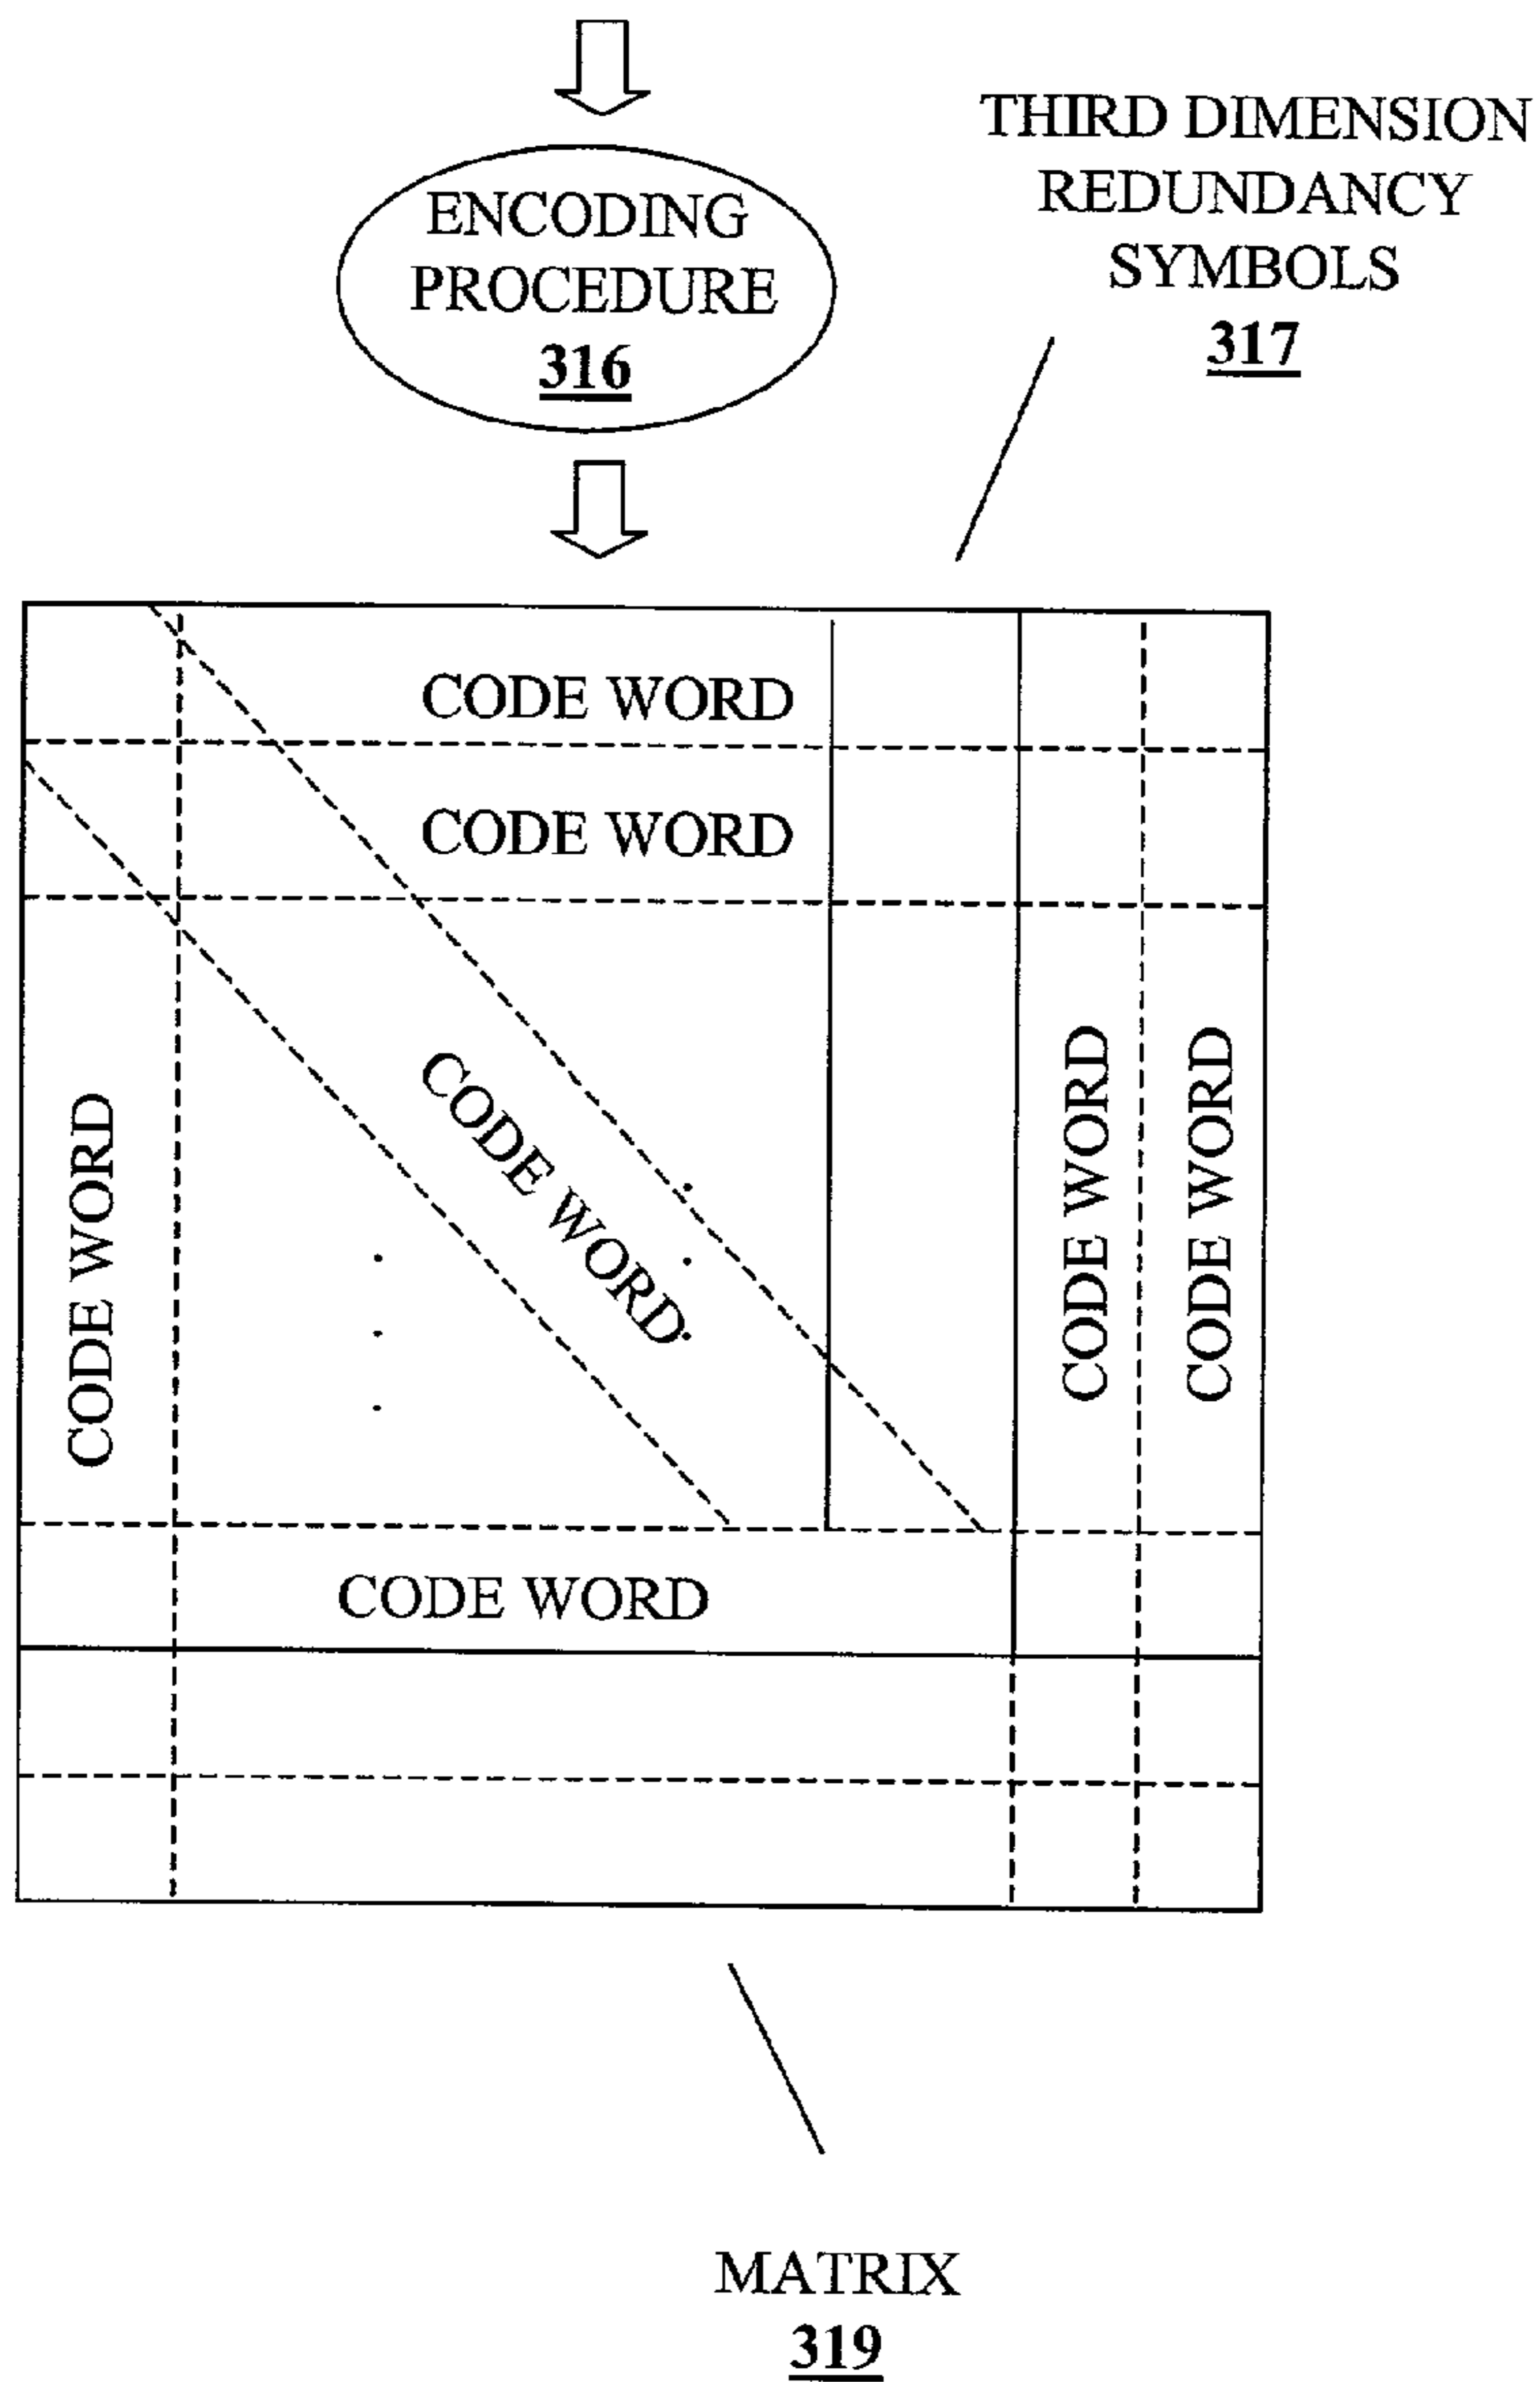 ENCODING
PROCEDURE
316
THIRD DIMENSION
REDUNDANCY
SYMBOLS
317
CODE WORD
CODE WORD
CODE WORD
CODE WORD
CODE WORD
CODE WORD
CODE WORD
MATRIX
319